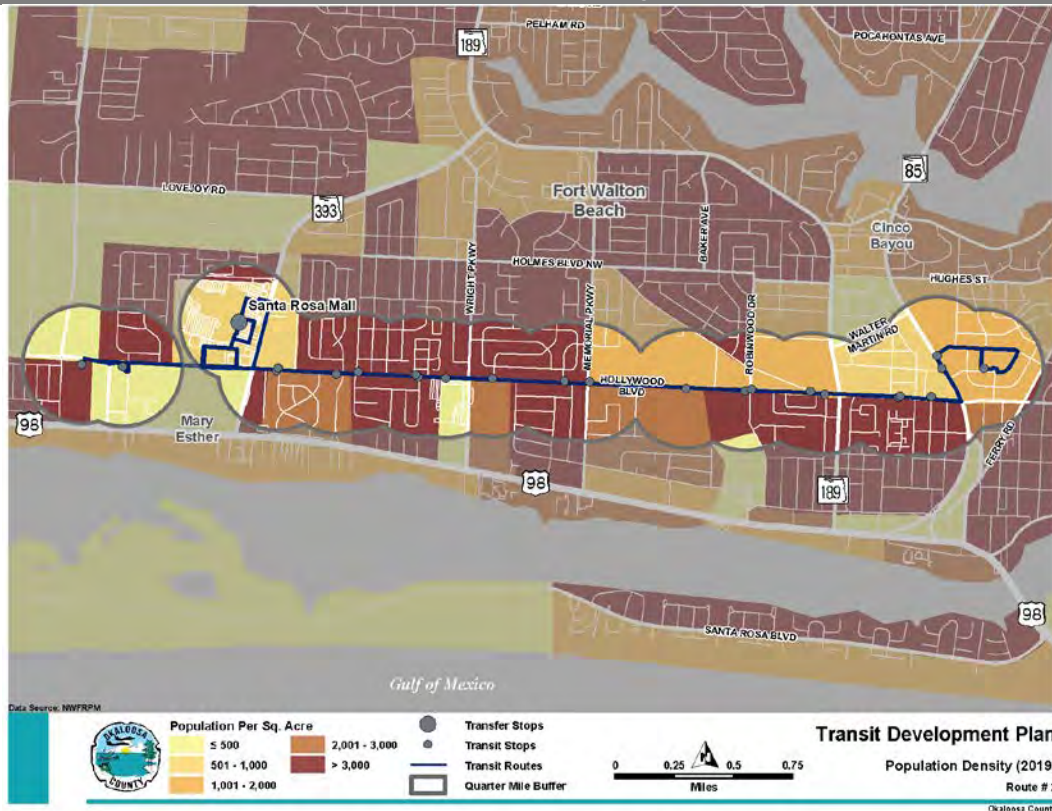 PELHAM RD
POCAHONTAS AVE
189
LOVEJOY RD
393
Fort Walton
Beach
BAKER AVE
85
Cinco
Bayou
HOLMES BLVD NW
HUGHES ST
WRIGHT PKWY
Santa Rosa Mall
MEMORIAL PKWY
ROBINWOOD DR
WALTER
MARTIN RD
HOLLYWOOD
BLVD
98
Mary
Esther
FERRY RD
98
189
98
SANTA ROSA BLVD
Gulf of Mexico
Data Source: NWFRPM
OKALOOSA
COUNTY
Population Per Sq. Acre
≤ 500
501 - 1,000
1,001 - 2,000
2,001 - 3,000
> 3,000
Transfer Stops
Transit Stops
Transit Routes
Quarter Mile Buffer
N
0 0.25 0.5 0.75
Miles
Transit Development Plan
Population Density (2019
Route #
Okaloosa Count